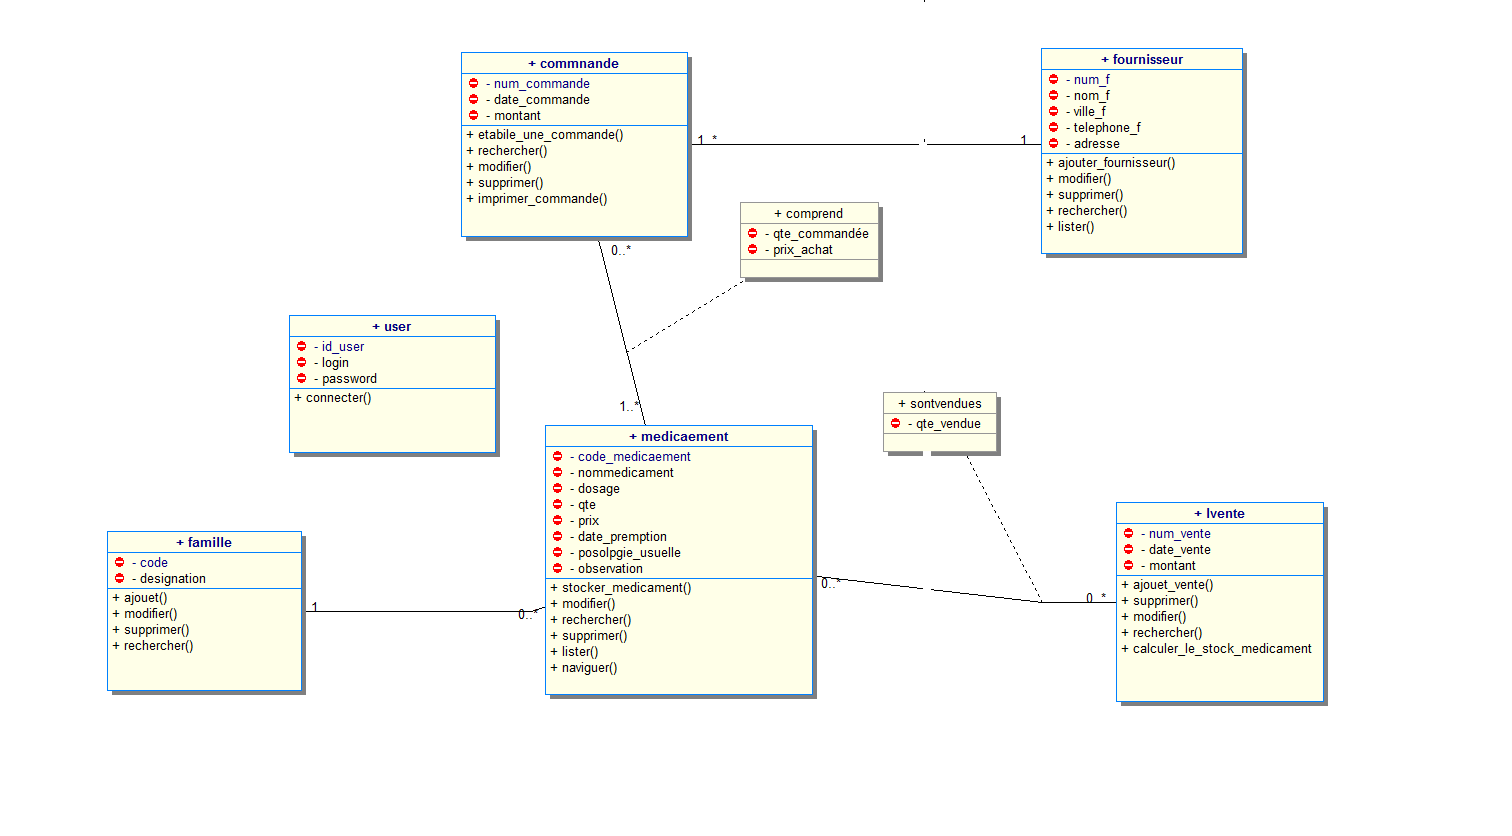 + commnande
- num_commande
- date_commande
- montant
+ etabile_une_commande()
+ rechercher()
+ modifier()
+ supprimer()
+ imprimer_commande()
+ fournisseur
- num_f
- nom_f
- ville_f
- telephone_f
- adresse
+ ajouter_fournisseur()
+ modifier()
+ supprimer()
+ rechercher()
+ lister()
1..*
1
+ comprend
- qte_commandée
- prix_achat
0..*
1..*
+ user
- id_user
- login
- password
+ connecter()
+ sontvendues
- qte_vendue
+ medicaement
- code_medicaement
- nommedicament
- dosage
- qte
- prix
- date_premption
- posolpgie_usuelle
- observation
+ stocker_medicament()
+ modifier()
+ rechercher()
+ supprimer()
+ lister()
+ naviguer()
+ famille
- code
- designation
+ ajouet()
+ modifier()
+ supprimer()
+ rechercher()
1
0..*
0..*
0..*
+ lvente
- num_vente
- date_vente
- montant
+ ajouet_vente()
+ supprimer()
+ modifier()
+ rechercher()
+ calculer_le_stock_medicament